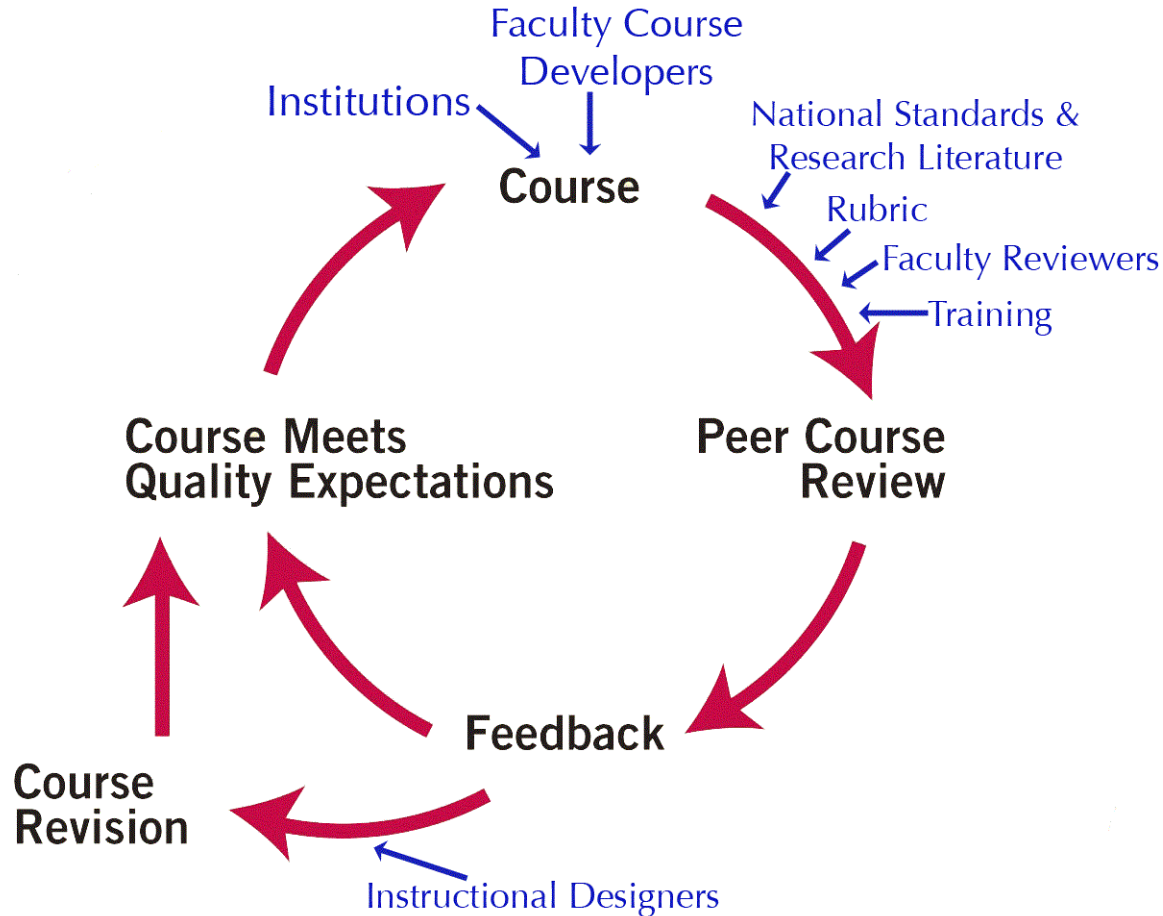 Faculty Course
Developers
Institutions
Course
National Standards &
Research Literature
Rubric
Faculty Reviewers
Training
Peer Course
Review
Course Meets
Quality Expectations
Feedback
Course
Revision
Instructional Designers